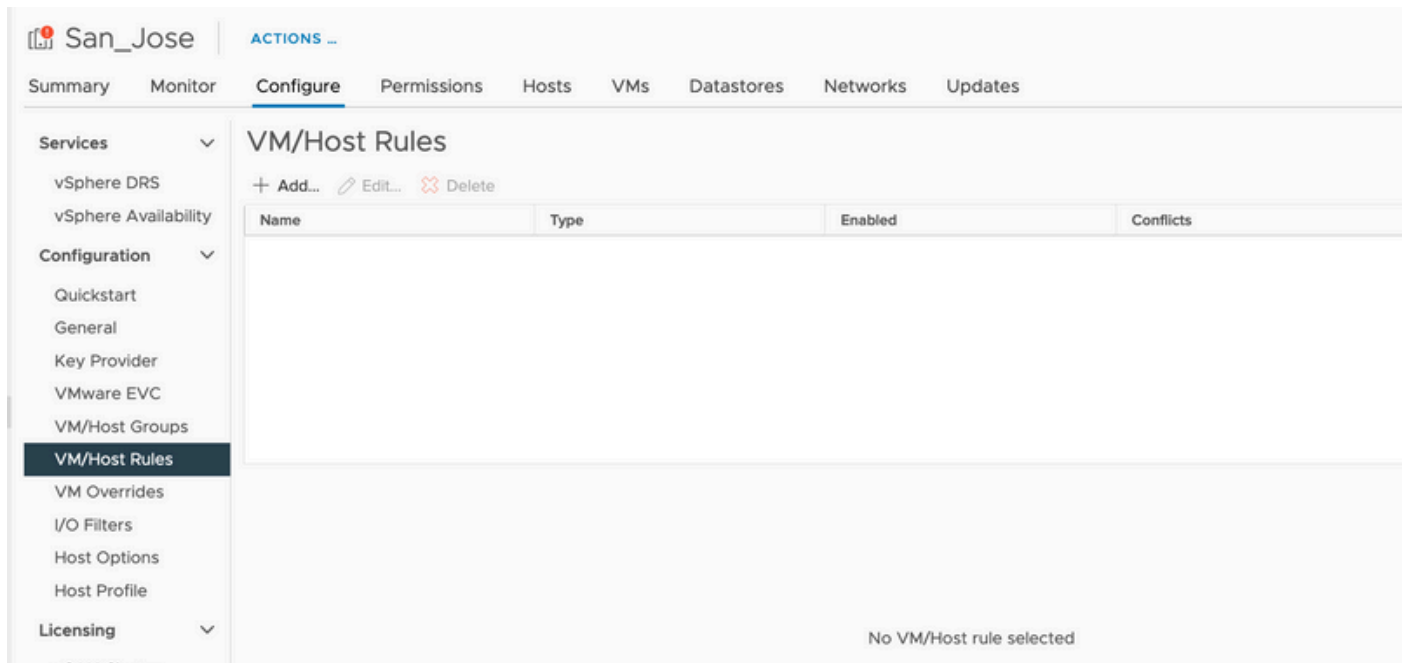 San_Jose ACTIONS ...
Summary Monitor Configure Permissions Hosts VMs Datastores Networks Updates
Services
vSphere DRS
vSphere Availability
Configuration
Quickstart
General
Key Provider
VMware EVC
VM/Host Groups
VM/Host Rules
VM Overrides
I/O Filters
Host Options
Host Profile
Licensing
VM/Host Rules
+ Add... Edit... Delete
Name Type Enabled Conflicts
No VM/Host rule selected